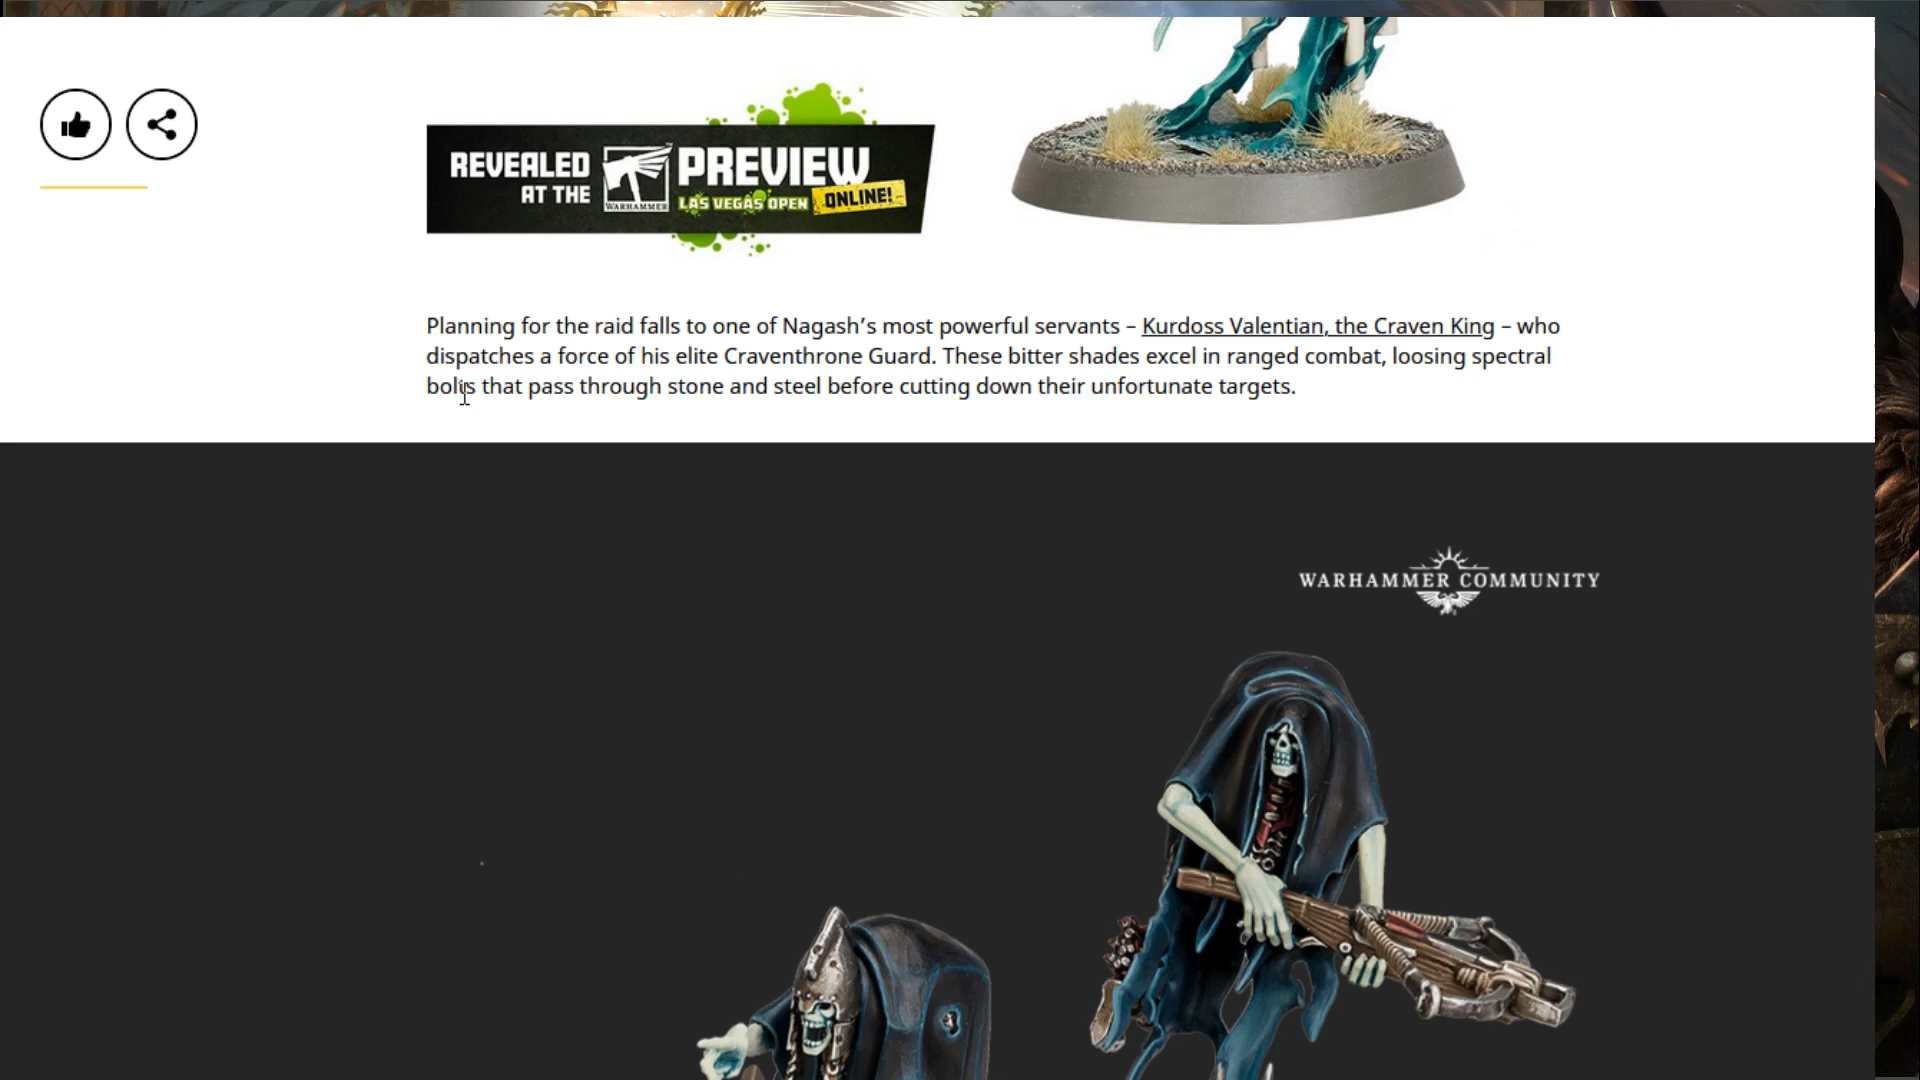 REVEALED
AT THE
WARHAMMER
PREVIEW
LAS VEGAS OPEN
ONLINE!
Planning for the raid falls to one of Nagash’s most powerful servants – Kurdoss Valentian, the Craven King – who
dispatches a force of his elite Craventhrone Guard. These bitter shades excel in ranged combat, loosing spectral
bolts that pass through stone and steel before cutting down their unfortunate targets.
WARHAMMER COMMUNITY